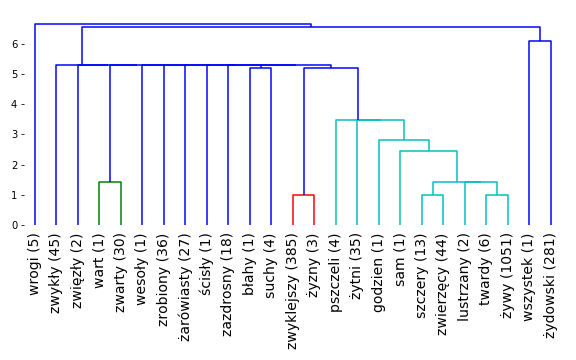 6
5
4
3
2
1
0
wrogi (5)
zwykły (45)
zwięzły (2)
wart (1)
zwarty (30)
wesoły (1)
zrobiony (36)
żarówiasty (27)
ścisły (1)
zazdrosny (18)
błahy (1)
suchy (4)
zwyklejszy (385)
żyzny (3)
pszczeli (4)
żytni (35)
godzien (1)
sam (1)
szczery (13)
zwierzęcy (44)
lustrzany (2)
twardy (6)
żywy (1051)
wszystek (1)
żydowski (281)